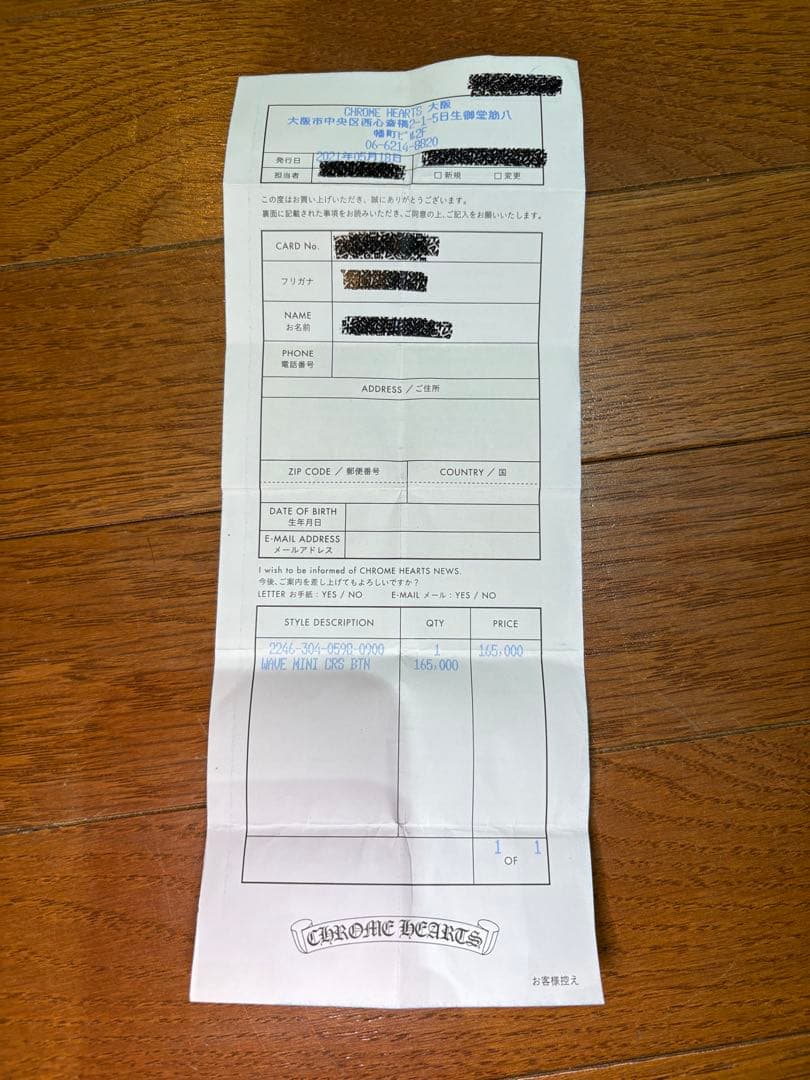 CHROME HEARTS 大阪
大阪市中央区西心斎橋2-1-5日生御堂筋八
幡町ビル2F
06-6214-8820
発行日 2021年05月18日
担当者 □ 新規 □ 変更
この度はお買い上げいただき、誠にありがとうございます。
裏面に記載された事項をお読みいただき、ご同意の上、ご記入をお願いいたします。
CARD No.
フリガナ
NAME
お名前
PHONE
電話番号
ADDRESS / ご住所
ZIP CODE / 郵便番号 COUNTRY / 国
DATE OF BIRTH
生年月日
E-MAIL ADDRESS
メールアドレス
I wish to be informed of CHROME HEARTS NEWS.
今後、ご案内を差し上げてもよろしいですか？
LETTER お手紙 : YES / NO E-MAIL メール : YES / NO
STYLE DESCRIPTION QTY PRICE
2246-304-0598-0900 1 165,000
WAVE MINI CRS BTN 165,000
1 OF 1
CHROME HEARTS
お客様控え